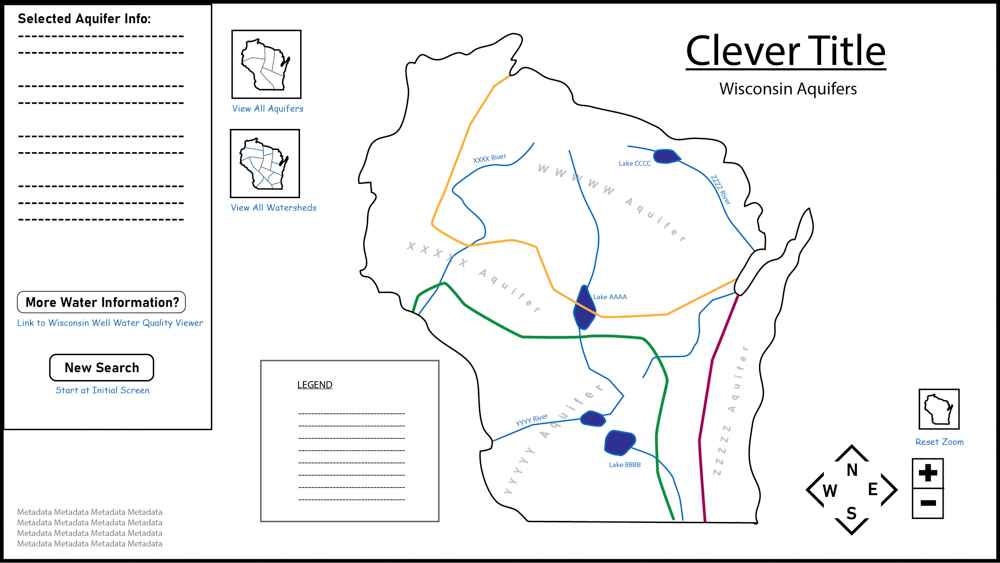 Selected Aquifer Info:
More Water Information?
Link to Wisconsin Well Water Quality Viewer
New Search
Start at Initial Screen
Metadata Metadata Metadata Metadata
Metadata Metadata Metadata Metadata
Metadata Metadata Metadata Metadata
Metadata Metadata Metadata Metadata
View All Aquifers
View All Watersheds
LEGEND
Clever Title
Wisconsin Aquifers
XXXX River
Lake CCCC
ZZZZ River
WWWWW Aquifer
XXXXX Aquifer
Lake AAAA
YYYY River
YYYYY Aquifer
Lake BBBB
ZZZZZ Aquifer
Reset Zoom
N
W E
S
+
-